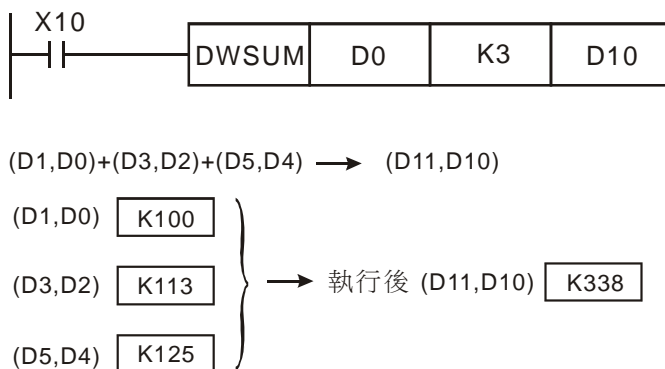 X10
DWSUM D0 K3 D10
(D1,D0)+(D3,D2)+(D5,D4) → (D11,D10)
(D1,D0) K100
(D3,D2) K113 → 執行後 (D11,D10) K338
(D5,D4) K125